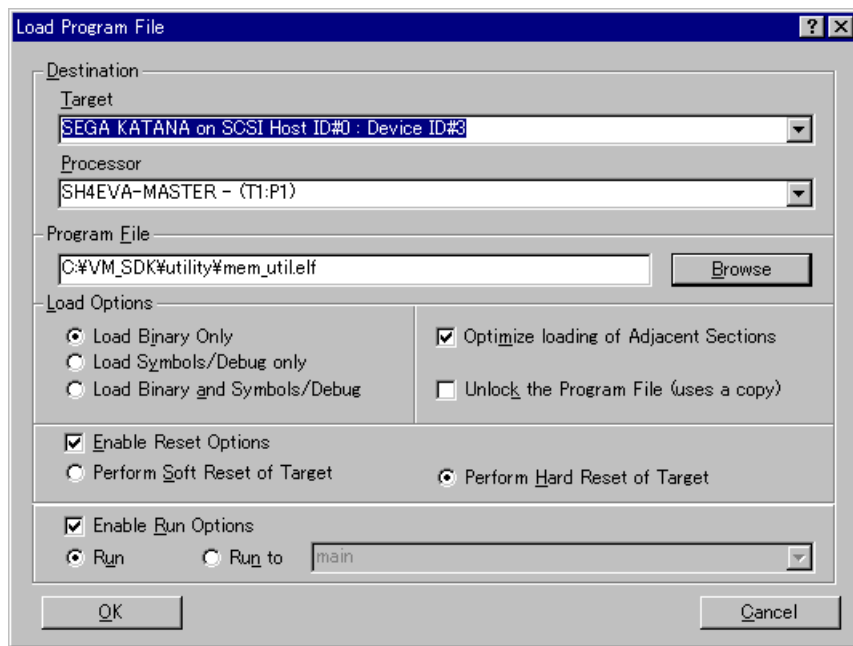 Load Program File
Destination
Target
SEGA KATANA on SCSI Host ID#0 : Device ID#3
Processor
SH4EVA-MASTER - (T1:P1)
Program File
C:¥VM_SDK¥utility¥mem_util.elf
Browse
Load Options
Load Binary Only
Load Symbols/Debug only
Load Binary and Symbols/Debug
Optimize loading of Adjacent Sections
Unlock the Program File (uses a copy)
Enable Reset Options
Perform Soft Reset of Target
Perform Hard Reset of Target
Enable Run Options
Run
Run to
main
OK
Cancel